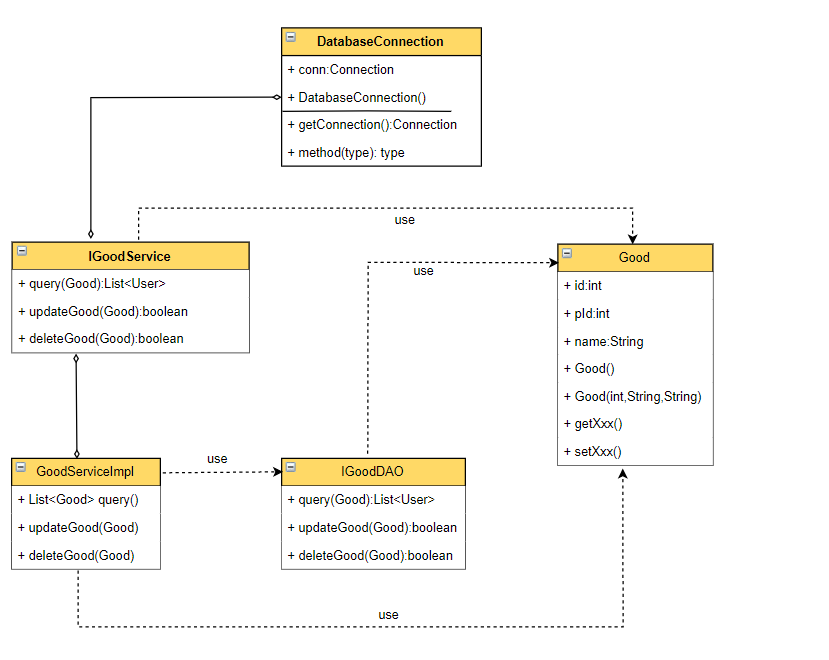 DatabaseConnection
+ conn:Connection
+ DatabaseConnection()
+ getConnection():Connection
+ method(type): type
use
IGoodService
+ query(Good):List<User>
+ updateGood(Good):boolean
+ deleteGood(Good):boolean
use
Good
+ id:int
+ pId:int
+ name:String
+ Good()
+ Good(int,String,String)
+ getXxx()
+ setXxx()
GoodServiceImpl
+ List<Good> query()
+ updateGood(Good)
+ deleteGood(Good)
use
IGoodDAO
+ query(Good):List<User>
+ updateGood(Good):boolean
+ deleteGood(Good):boolean
use